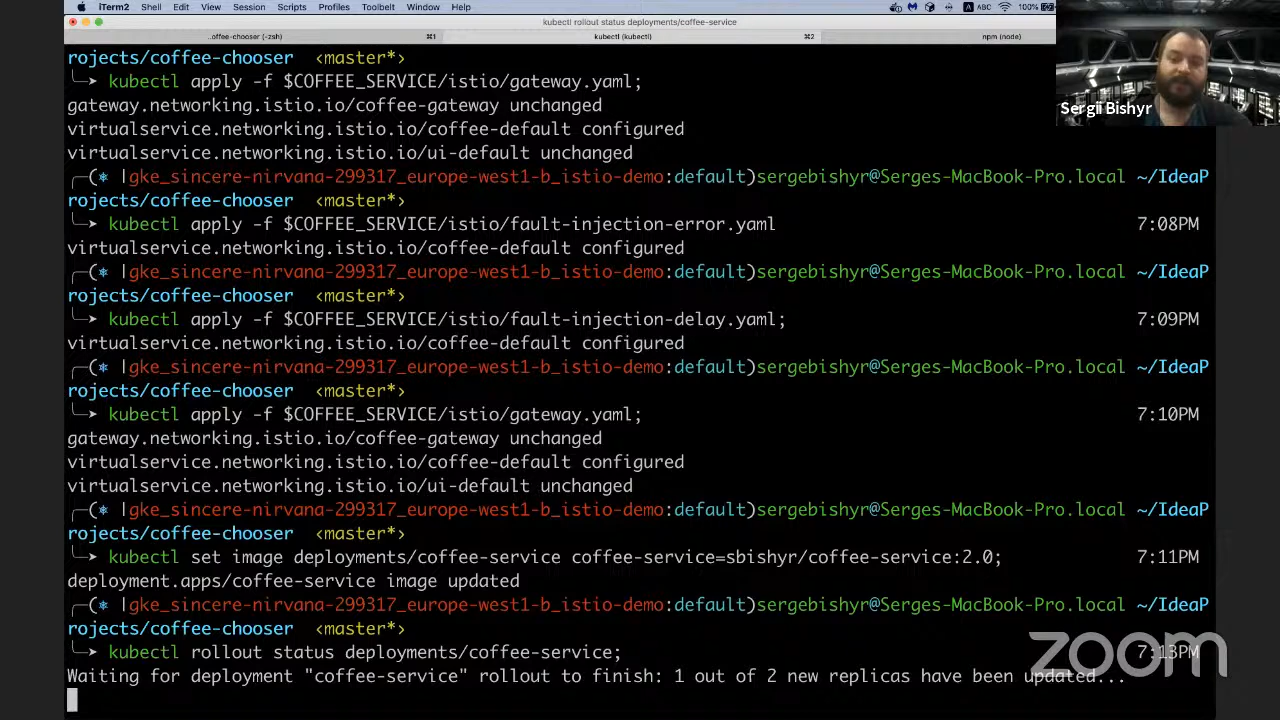 iTerm2 Shell Edit View Session Scripts Profiles Toolbelt Window Help ABC 100%
kubectl rollout status deployments/coffee-service
..offee-chooser (-zsh) ⌘1 kubectl (kubectl) ⌘2 npm (node)
Sergii Bishyr
rojects/coffee-chooser ‹master*›
╰─➤ kubectl apply -f $COFFEE_SERVICE/istio/gateway.yaml;
gateway.networking.istio.io/coffee-gateway unchanged
virtualservice.networking.istio.io/coffee-default configured
virtualservice.networking.istio.io/ui-default unchanged
╭─(⎈ |gke_sincere-nirvana-299317_europe-west1-b_istio-demo:default)sergebishyr@Serges-MacBook-Pro.local ~/IdeaP
rojects/coffee-chooser ‹master*›
╰─➤ kubectl apply -f $COFFEE_SERVICE/istio/fault-injection-error.yaml 7:08PM
virtualservice.networking.istio.io/coffee-default configured
╭─(⎈ |gke_sincere-nirvana-299317_europe-west1-b_istio-demo:default)sergebishyr@Serges-MacBook-Pro.local ~/IdeaP
rojects/coffee-chooser ‹master*›
╰─➤ kubectl apply -f $COFFEE_SERVICE/istio/fault-injection-delay.yaml; 7:09PM
virtualservice.networking.istio.io/coffee-default configured
╭─(⎈ |gke_sincere-nirvana-299317_europe-west1-b_istio-demo:default)sergebishyr@Serges-MacBook-Pro.local ~/IdeaP
rojects/coffee-chooser ‹master*›
╰─➤ kubectl apply -f $COFFEE_SERVICE/istio/gateway.yaml; 7:10PM
gateway.networking.istio.io/coffee-gateway unchanged
virtualservice.networking.istio.io/coffee-default configured
virtualservice.networking.istio.io/ui-default unchanged
╭─(⎈ |gke_sincere-nirvana-299317_europe-west1-b_istio-demo:default)sergebishyr@Serges-MacBook-Pro.local ~/IdeaP
rojects/coffee-chooser ‹master*›
╰─➤ kubectl set image deployments/coffee-service coffee-service=sbishyr/coffee-service:2.0; 7:11PM
deployment.apps/coffee-service image updated
╭─(⎈ |gke_sincere-nirvana-299317_europe-west1-b_istio-demo:default)sergebishyr@Serges-MacBook-Pro.local ~/IdeaP
rojects/coffee-chooser ‹master*›
╰─➤ kubectl rollout status deployments/coffee-service; 7:13PM
Waiting for deployment "coffee-service" rollout to finish: 1 out of 2 new replicas have been updated...
zoom